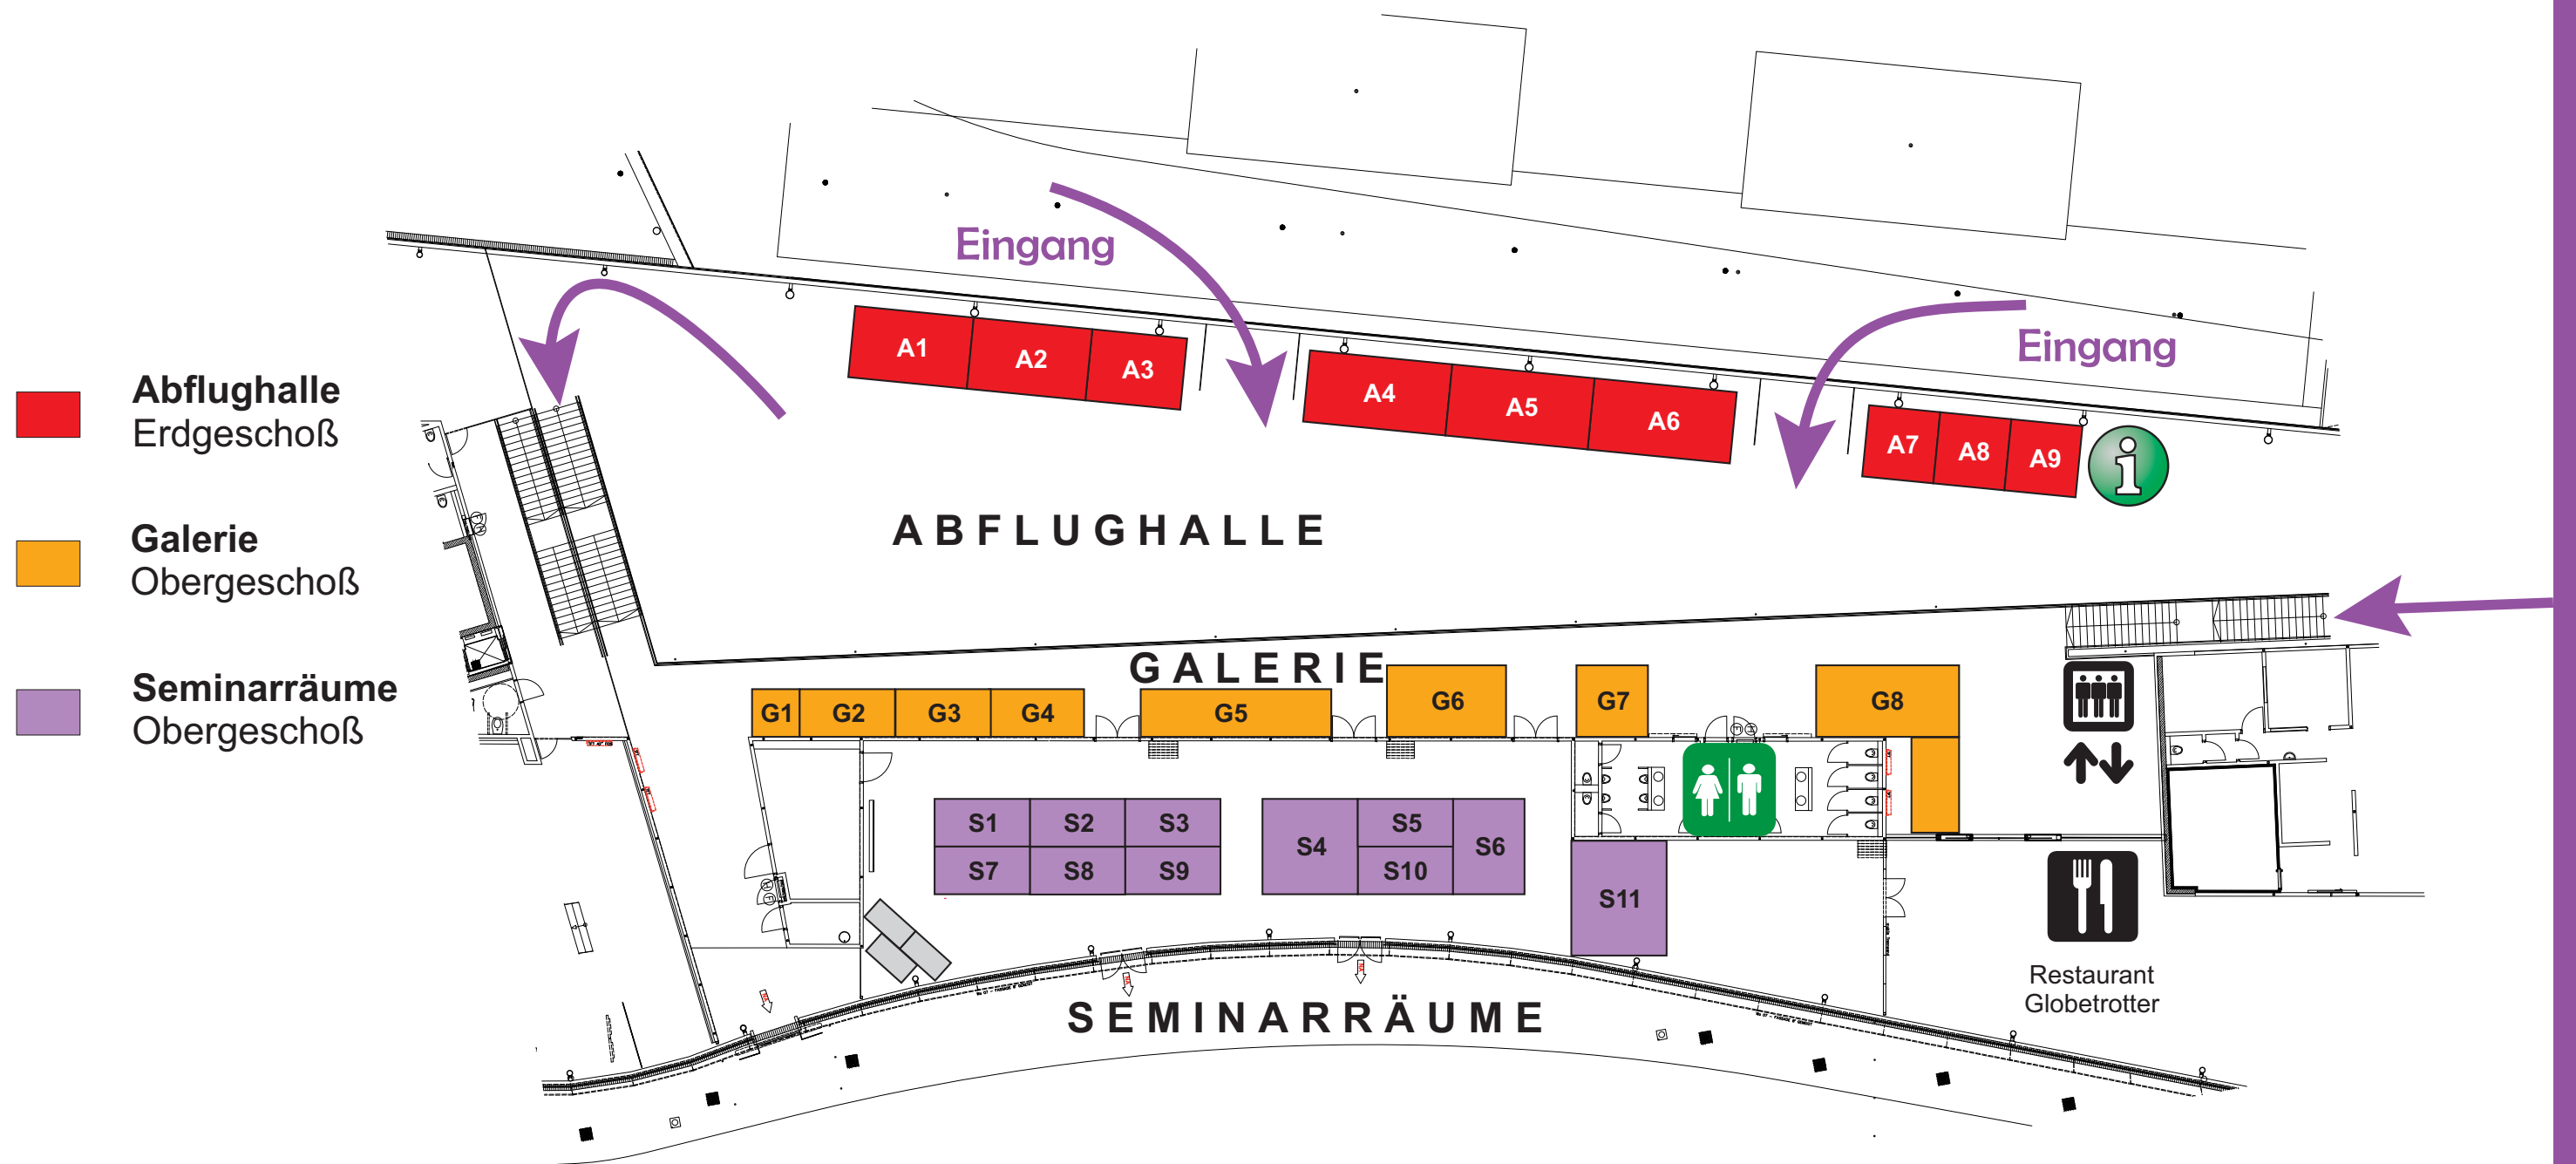 Eingang
Eingang
A1
A2
A3
A4
A5
A6
A7
A8
A9
i
Abflughalle
Erdgeschoß
Galerie
Obergeschoß
Seminarräume
Obergeschoß
ABFLUGHALLE
GALERIE
G1
G2
G3
G4
G5
G6
G7
G8
S1
S2
S3
S4
S5
S6
S7
S8
S9
S10
S11
Restaurant
Globetrotter
SEMINARRÄUME